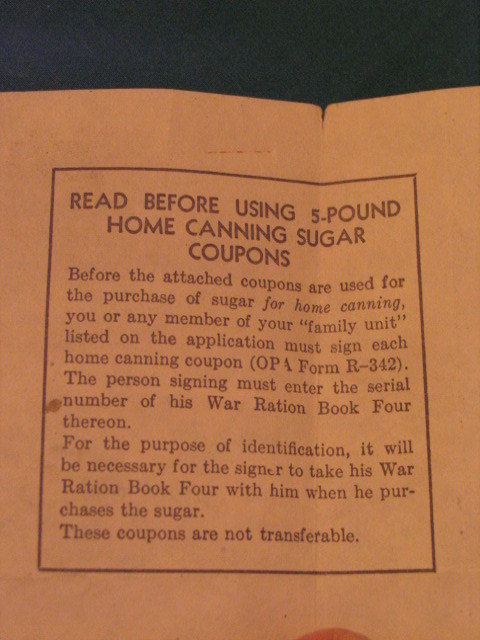 READ BEFORE USING 5-POUND
HOME CANNING SUGAR
COUPONS
Before the attached coupons are used for
the purchase of sugar for home canning,
you or any member of your "family unit"
listed on the application must sign each
home canning coupon (OPA Form R-342).
The person signing must enter the serial
number of his War Ration Book Four
thereon.
For the purpose of identification, it will
be necessary for the signer to take his War
Ration Book Four with him when he pur-
chases the sugar.
These coupons are not transferable.